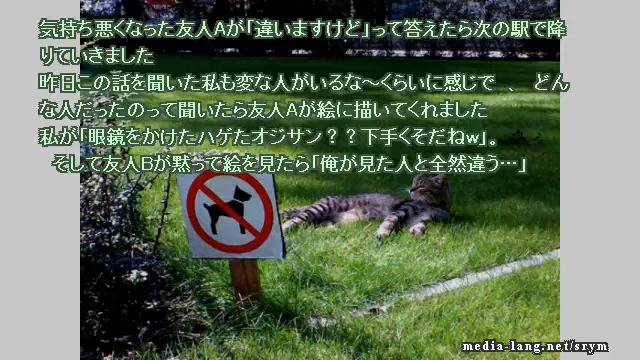 気持ち悪くなった友人Aが「違いますけど」って答えたら次の駅で降
りていきました
昨日この話を聞いた私も変な人がいるな～くらいに感じで　、　どん
な人だったのって聞いたら友人Aが絵に描いてくれました
私が「眼鏡をかけたハゲたオジサン？？下手くそだねw」。
　そして友人Bが黙って絵を見たら「俺が見た人と全然違う…」
media-lang.net/srym